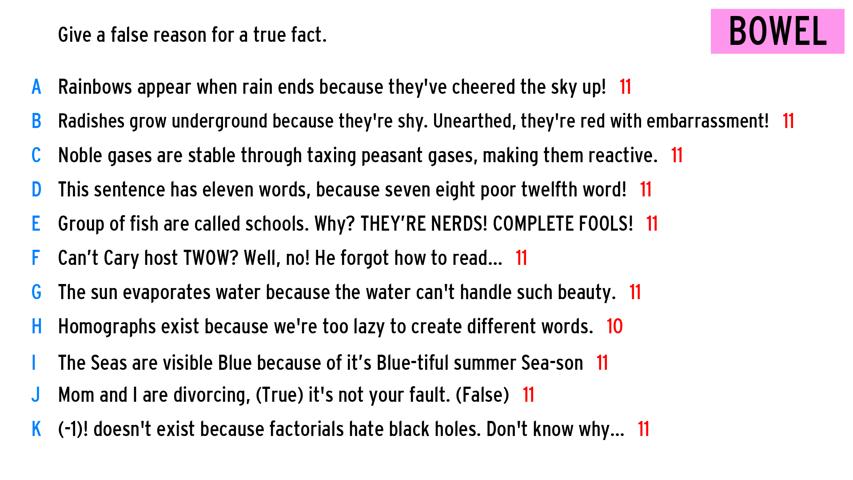 BOWEL
Give a false reason for a true fact.
A Rainbows appear when rain ends because they've cheered the sky up! 11
B Radishes grow underground because they're shy. Unearthed, they're red with embarrassment! 11
C Noble gases are stable through taxing peasant gases, making them reactive. 11
D This sentence has eleven words, because seven eight poor twelfth word! 11
E Group of fish are called schools. Why? THEY’RE NERDS! COMPLETE FOOLS! 11
F Can’t Cary host TWOW? Well, no! He forgot how to read... 11
G The sun evaporates water because the water can't handle such beauty. 11
H Homographs exist because we're too lazy to create different words. 10
I The Seas are visible Blue because of it’s Blue-tiful summer Sea-son 11
J Mom and I are divorcing, (True) it's not your fault. (False) 11
K (-1)! doesn't exist because factorials hate black holes. Don't know why... 11